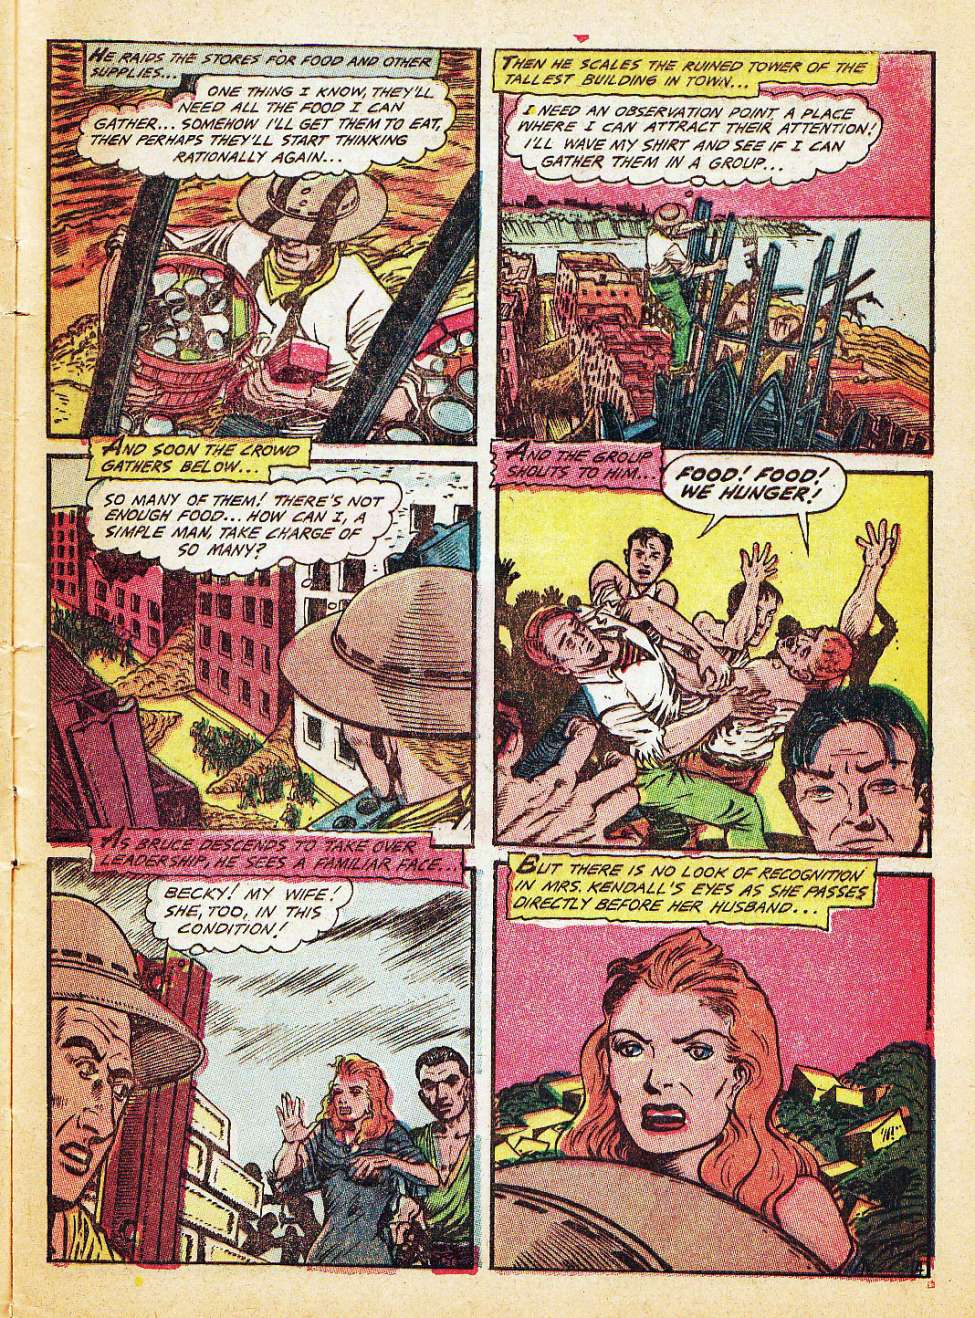 HE RAIDS THE STORES FOR FOOD AND OTHER
SUPPLIES...
ONE THING I KNOW, THEY'LL
NEED ALL THE FOOD I CAN
GATHER... SOMEHOW I'LL GET THEM TO EAT,
THEN PERHAPS THEY'LL START THINKING
RATIONALLY AGAIN...
THEN HE SCALES THE RUINED TOWER OF THE
TALLEST BUILDING IN TOWN...
I NEED AN OBSERVATION POINT A PLACE
WHERE I CAN ATTRACT THEIR ATTENTION!
I'LL WAVE MY SHIRT AND SEE IF I CAN
GATHER THEM IN A GROUP...
AND SOON THE CROWD
GATHERS BELOW...
SO MANY OF THEM! THERE'S NOT
ENOUGH FOOD... HOW CAN I, A
SIMPLE MAN, TAKE CHARGE OF
SO MANY?
AND THE GROUP
SHOUTS TO HIM...
FOOD! FOOD!
WE HUNGER!
AS BRUCE DESCENDS TO TAKE OVER
LEADERSHIP, HE SEES A FAMILIAR FACE...
BECKY! MY WIFE!
SHE, TOO, IN THIS
CONDITION!
BUT THERE IS NO LOOK OF RECOGNITION
IN MRS. KENDALL'S EYES AS SHE PASSES
DIRECTLY BEFORE HER HUSBAND...